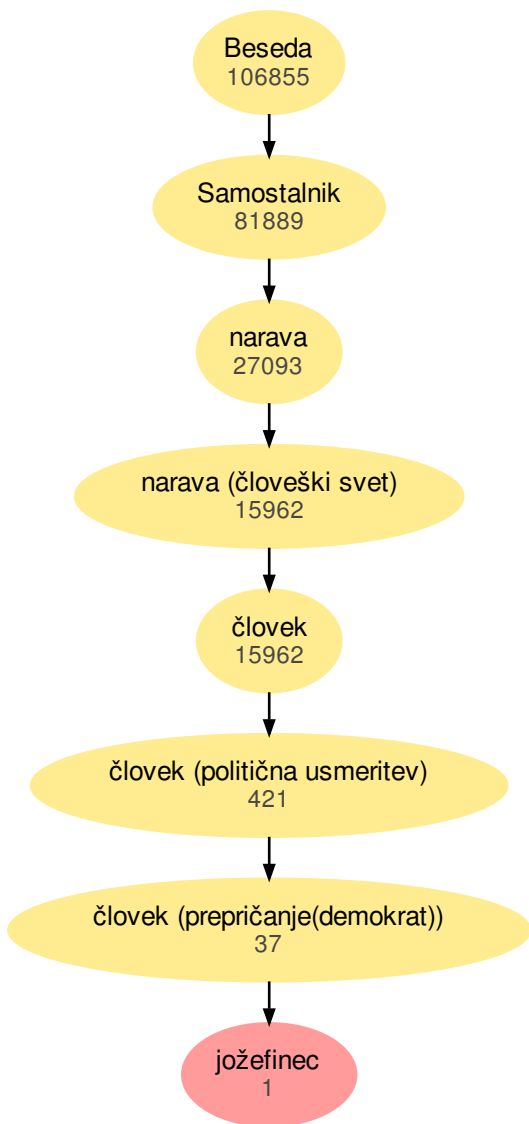 Beseda
106855
Samostalnik
81889
narava
27093
narava (človeški svet)
15962
človek
15962
človek (politična usmeritev)
421
človek (prepričanje(demokrat))
37
jožefinec
1